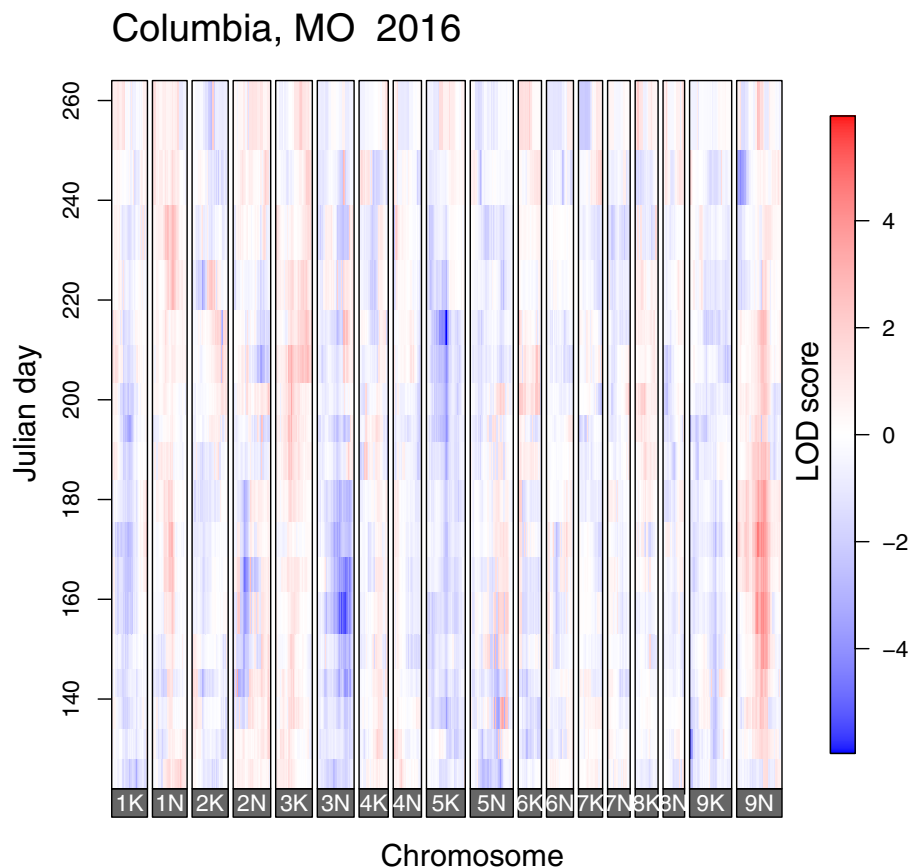 Columbia, MO 2016
Julian day
260
240
220
200
180
160
140
1K 1N 2K 2N 3K 3N 4K 4N 5K 5N 6K 6N 7K 7N 8K 8N 9K 9N
Chromosome
LOD score
4
2
0
−2
−4